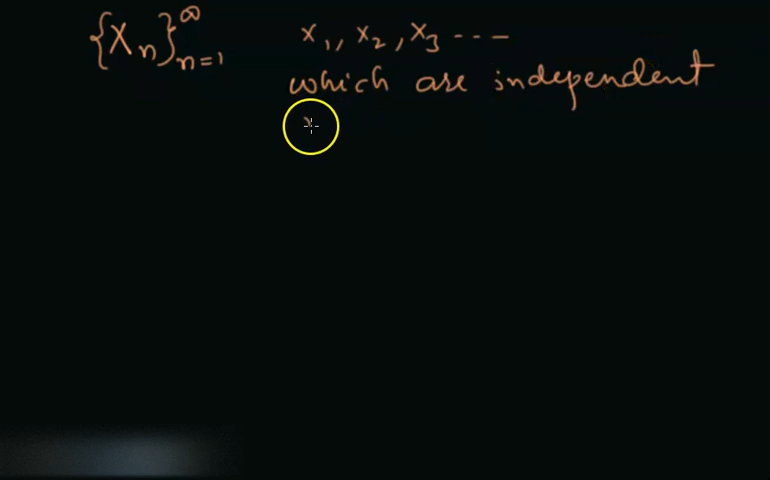 {Xn}∞n=1 x1, x2, x3 ---
which are independent